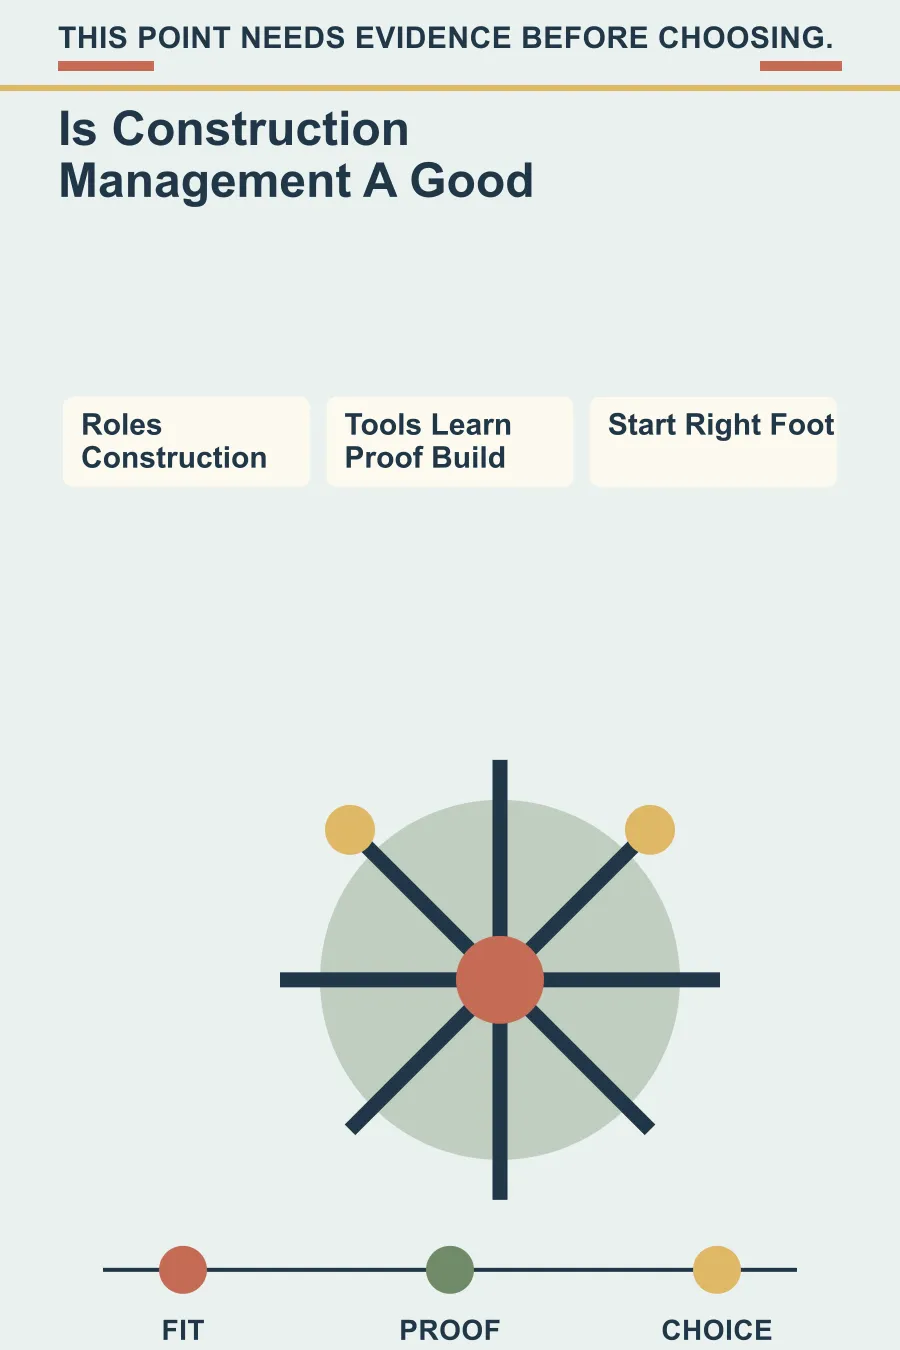 THIS POINT NEEDS EVIDENCE BEFORE CHOOSING.
Is Construction
Management A Good
Roles
Construction
Tools Learn
Proof Build
Start Right Foot
FIT
PROOF
CHOICE